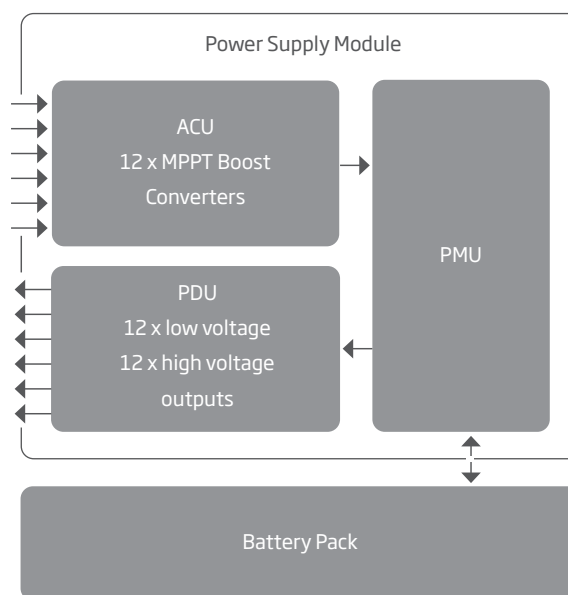 Power Supply Module
ACU
12 x MPPT Boost
Converters
PMU
PDU
12 x low voltage
12 x high voltage
outputs
Battery Pack